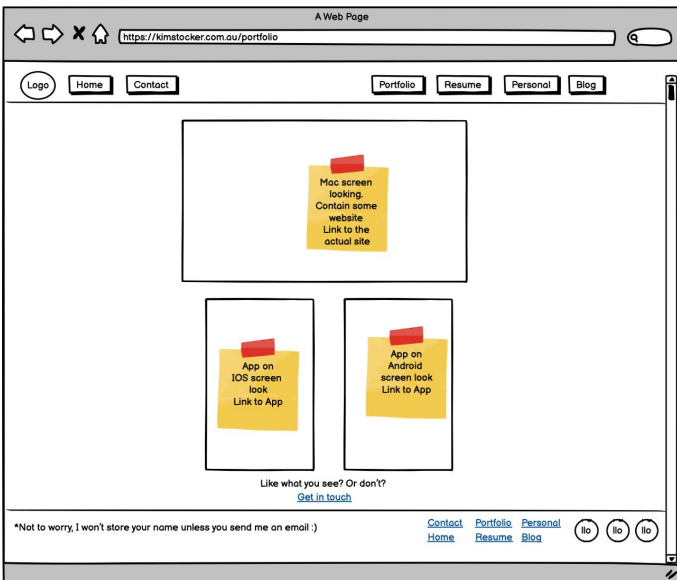 A Web Page
https://kimstocker.com.au/portfolio
Logo Home Contact Portfolio Resume Personal Blog
Mac screen
looking.
Contain some
website
Link to the
actual site
App on
IOS screen
look
Link to App
App on
Android
screen look
Link to App
Like what you see? Or don't?
Get in touch
*Not to worry, I won't store your name unless you send me an email :)
Contact Portfolio Personal
Home Resume Blog
llo llo llo